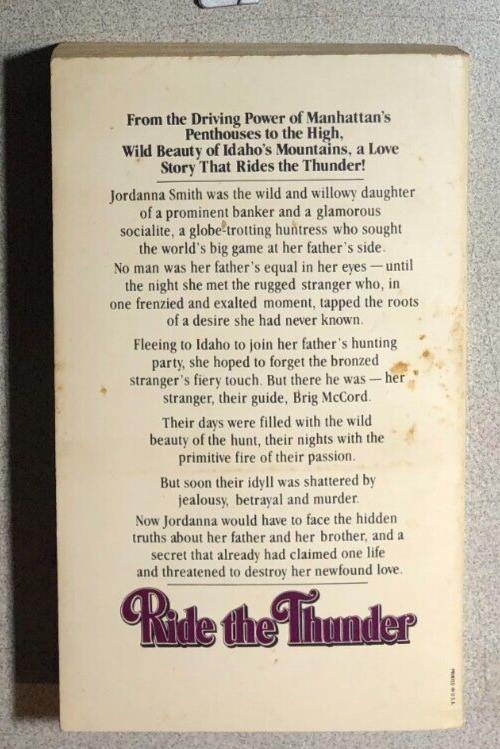 From the Driving Power of Manhattan's
Penthouses to the High,
Wild Beauty of Idaho's Mountains, a Love
Story That Rides the Thunder!
Jordanna Smith was the wild and willowy daughter
of a prominent banker and a glamorous
socialite, a globe-trotting huntress who sought
the world's big game at her father's side.
No man was her father's equal in her eyes — until
the night she met the rugged stranger who, in
one frenzied and exalted moment, tapped the roots
of a desire she had never known.
Fleeing to Idaho to join her father's hunting
party, she hoped to forget the bronzed
stranger's fiery touch. But there he was — her
stranger, their guide, Brig McCord.
Their days were filled with the wild
beauty of the hunt, their nights with the
primitive fire of their passion.
But soon their idyll was shattered by
jealousy, betrayal and murder.
Now Jordanna would have to face the hidden
truths about her father and her brother, and a
secret that already had claimed one life
and threatened to destroy her newfound love.
Ride the Thunder
PRINTED IN U.S.A.